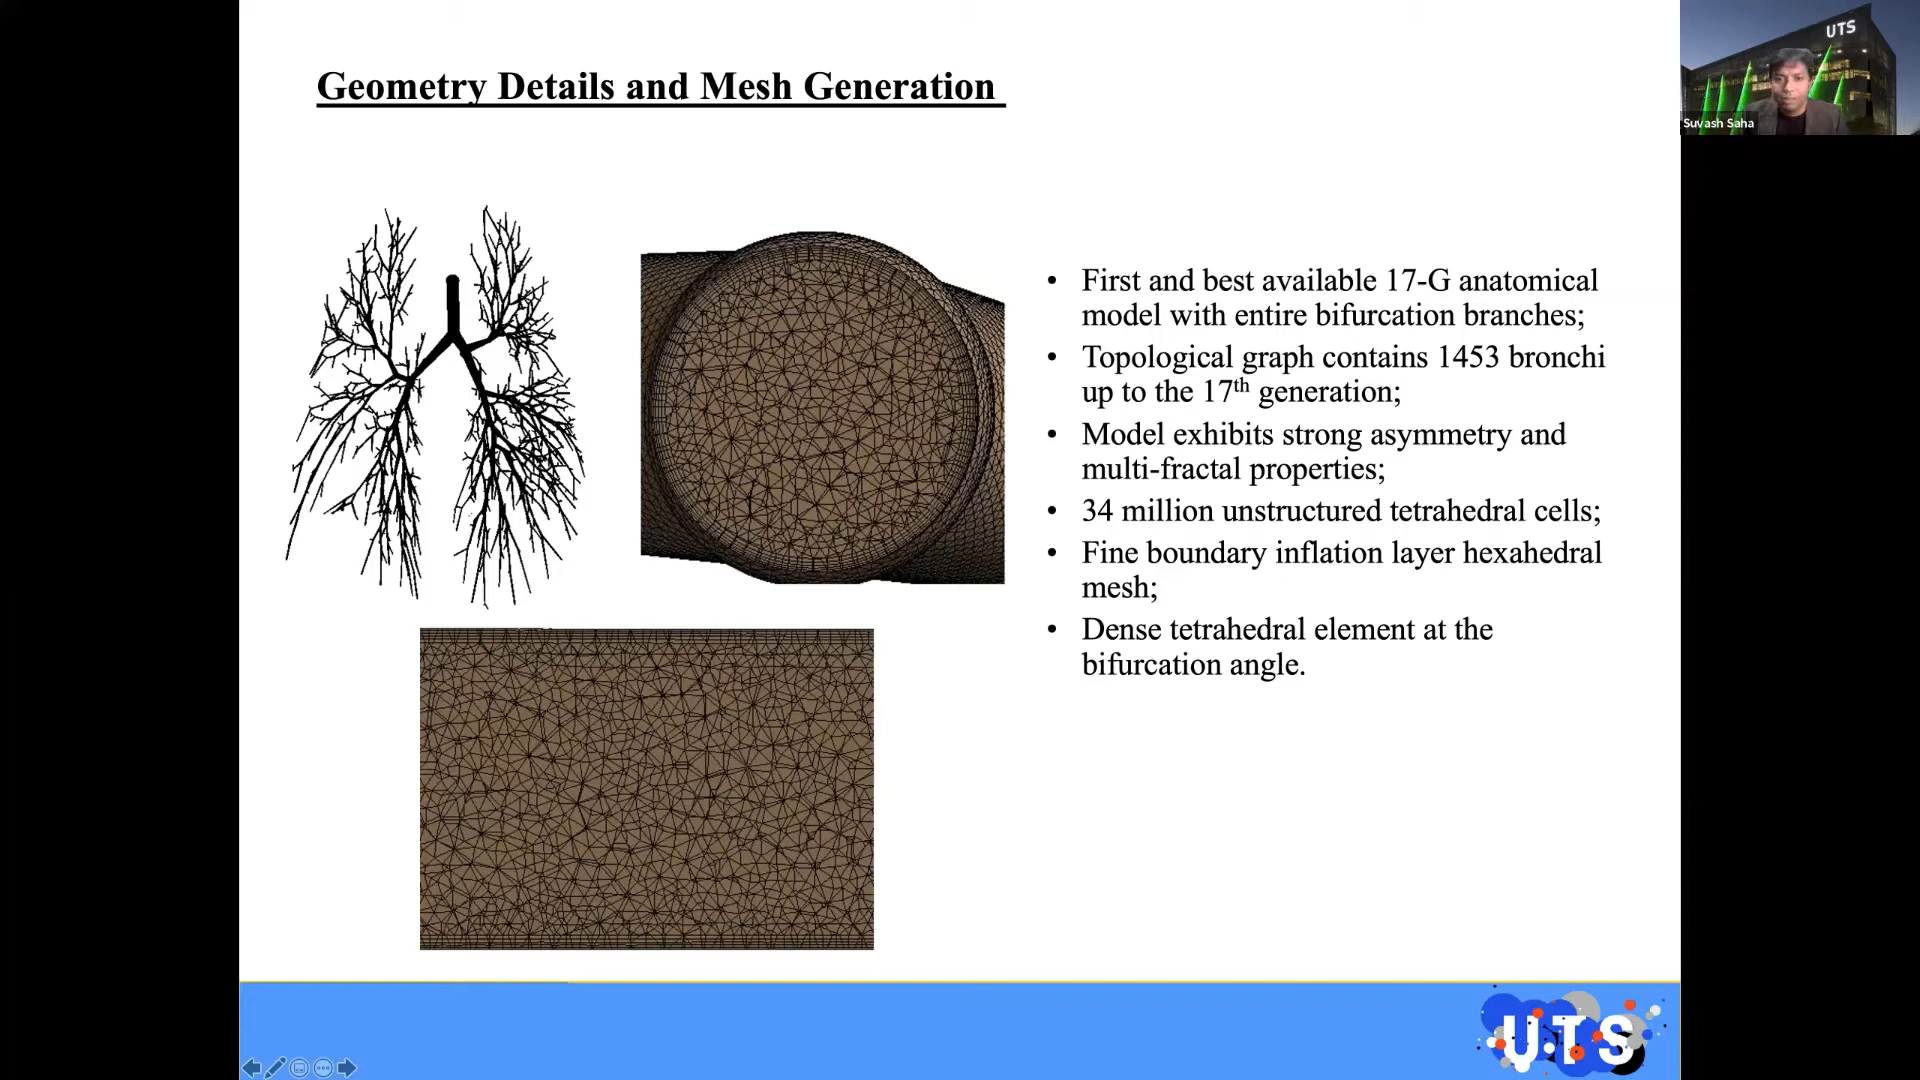 UTS
Suvash Saha
Geometry Details and Mesh Generation
• First and best available 17-G anatomical
model with entire bifurcation branches;
• Topological graph contains 1453 bronchi
up to the 17th generation;
• Model exhibits strong asymmetry and
multi-fractal properties;
• 34 million unstructured tetrahedral cells;
• Fine boundary inflation layer hexahedral
mesh;
• Dense tetrahedral element at the
bifurcation angle.
UTS